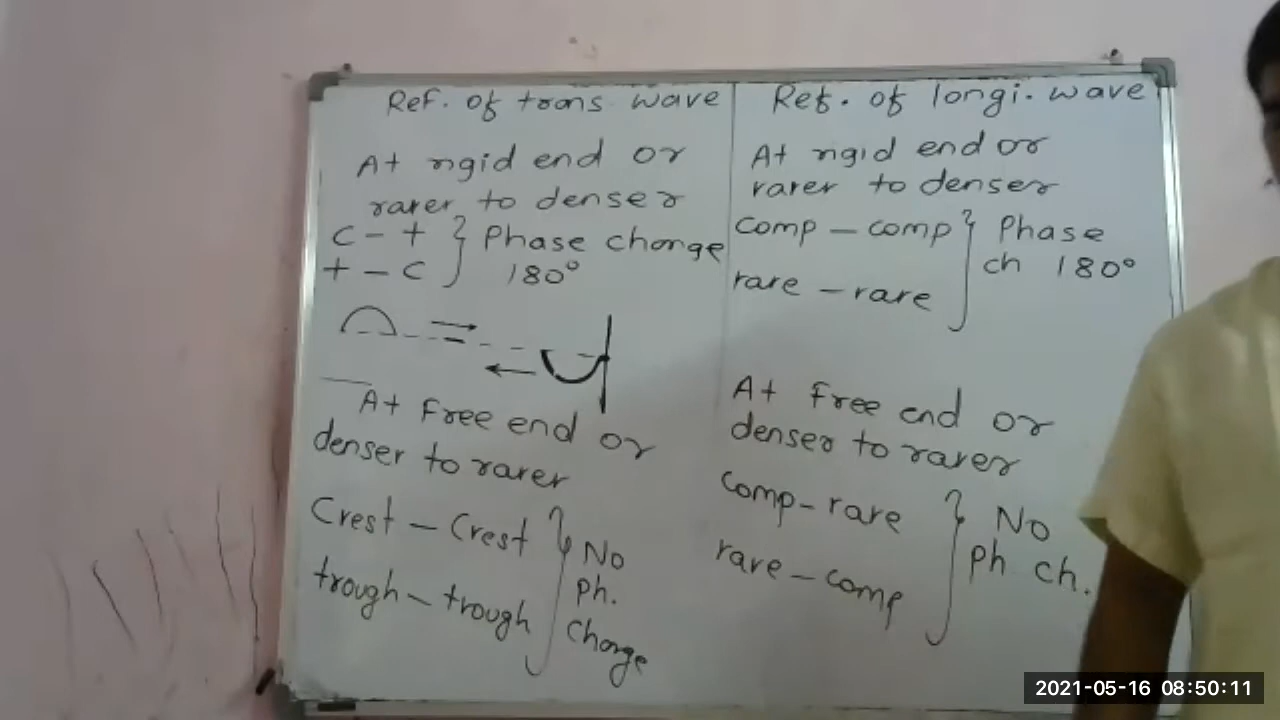 Ref. of trans wave
At rigid end or
rarer to denser
C - t } Phase change
t - C 180°
At free end or
denser to rarer
Crest - Crest } No
Ph.
trough - trough change
Ref. of longi. wave
At rigid end or
rarer to denser
Comp - comp } Phase
ch 180°
rare - rare
At free end or
denser to rarer
Comp - rare } No
Ph ch.
rare - comp
2021-05-16 08:50:11